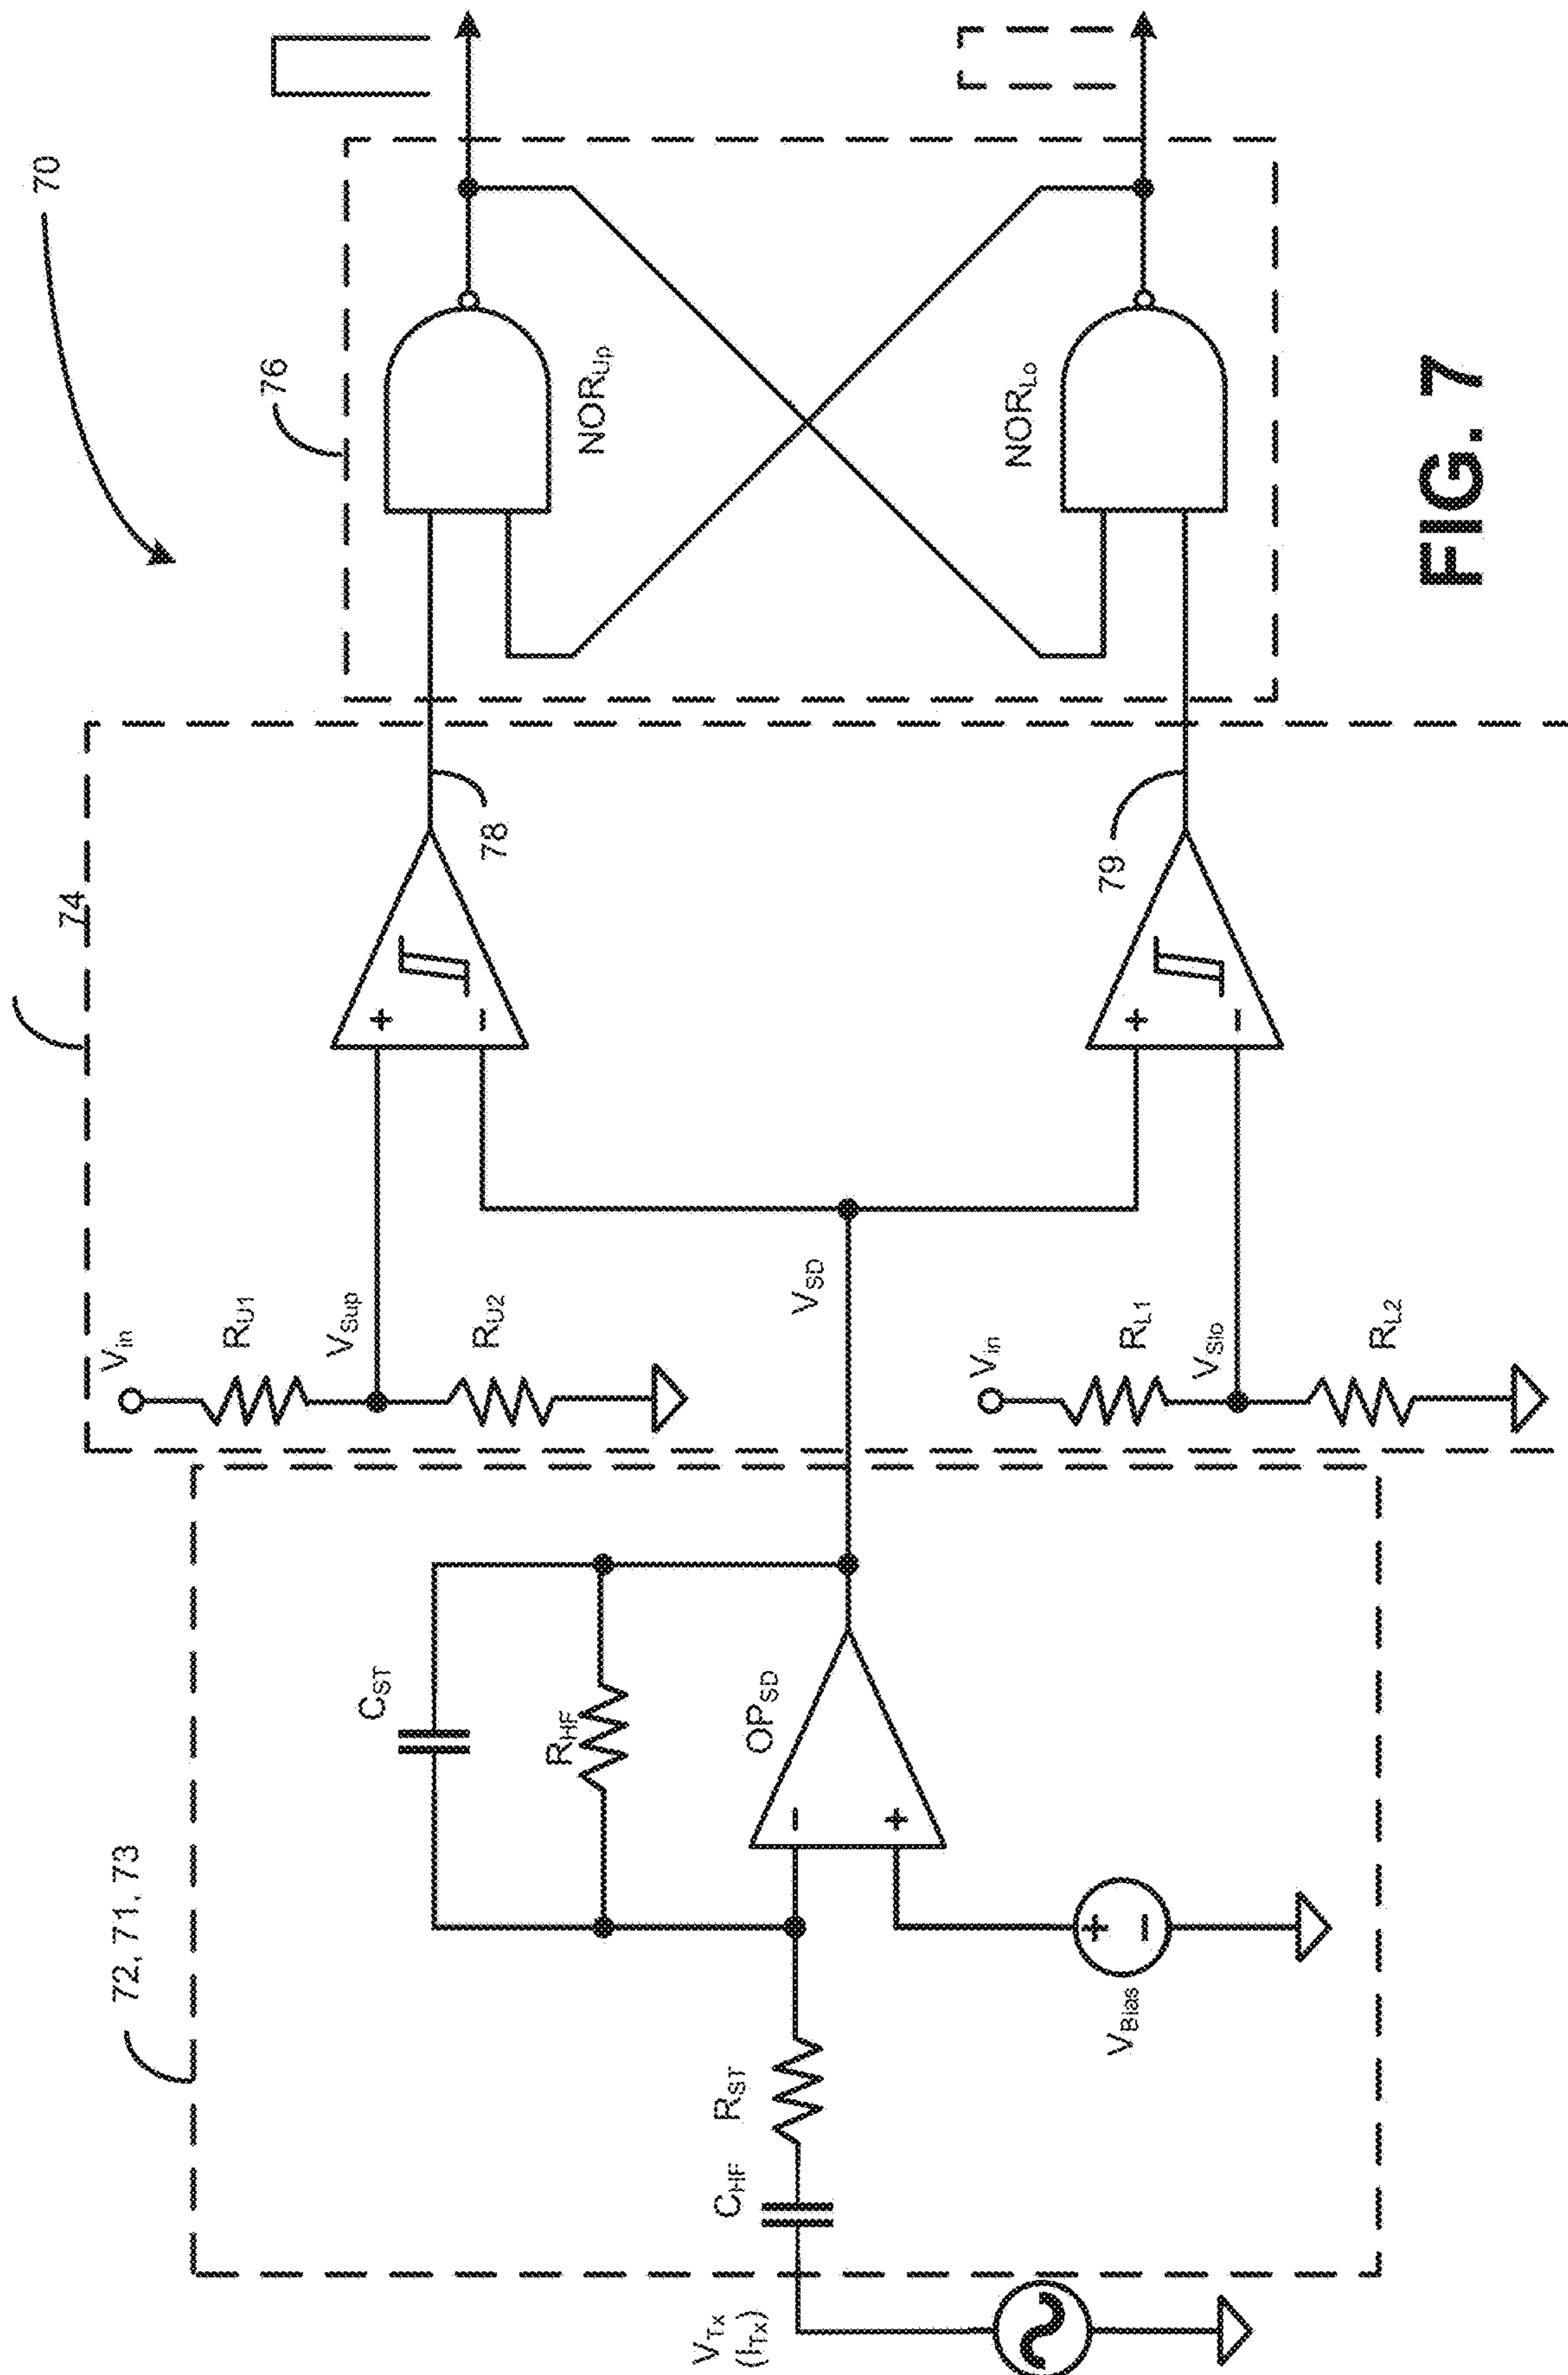 70
76
74
72, 71, 73
NOR_Up
NOR_Lo
78
79
+
-
+
-
V_in
R_U1
V_Sup
R_U2
V_SD
V_in
R_L1
V_Slo
R_L2
C_ST
R_HF
OP_SD
-
+
V_Bias
+
-
R_ST
C_HF
V_Tx
(I_Tx)
FIG. 7